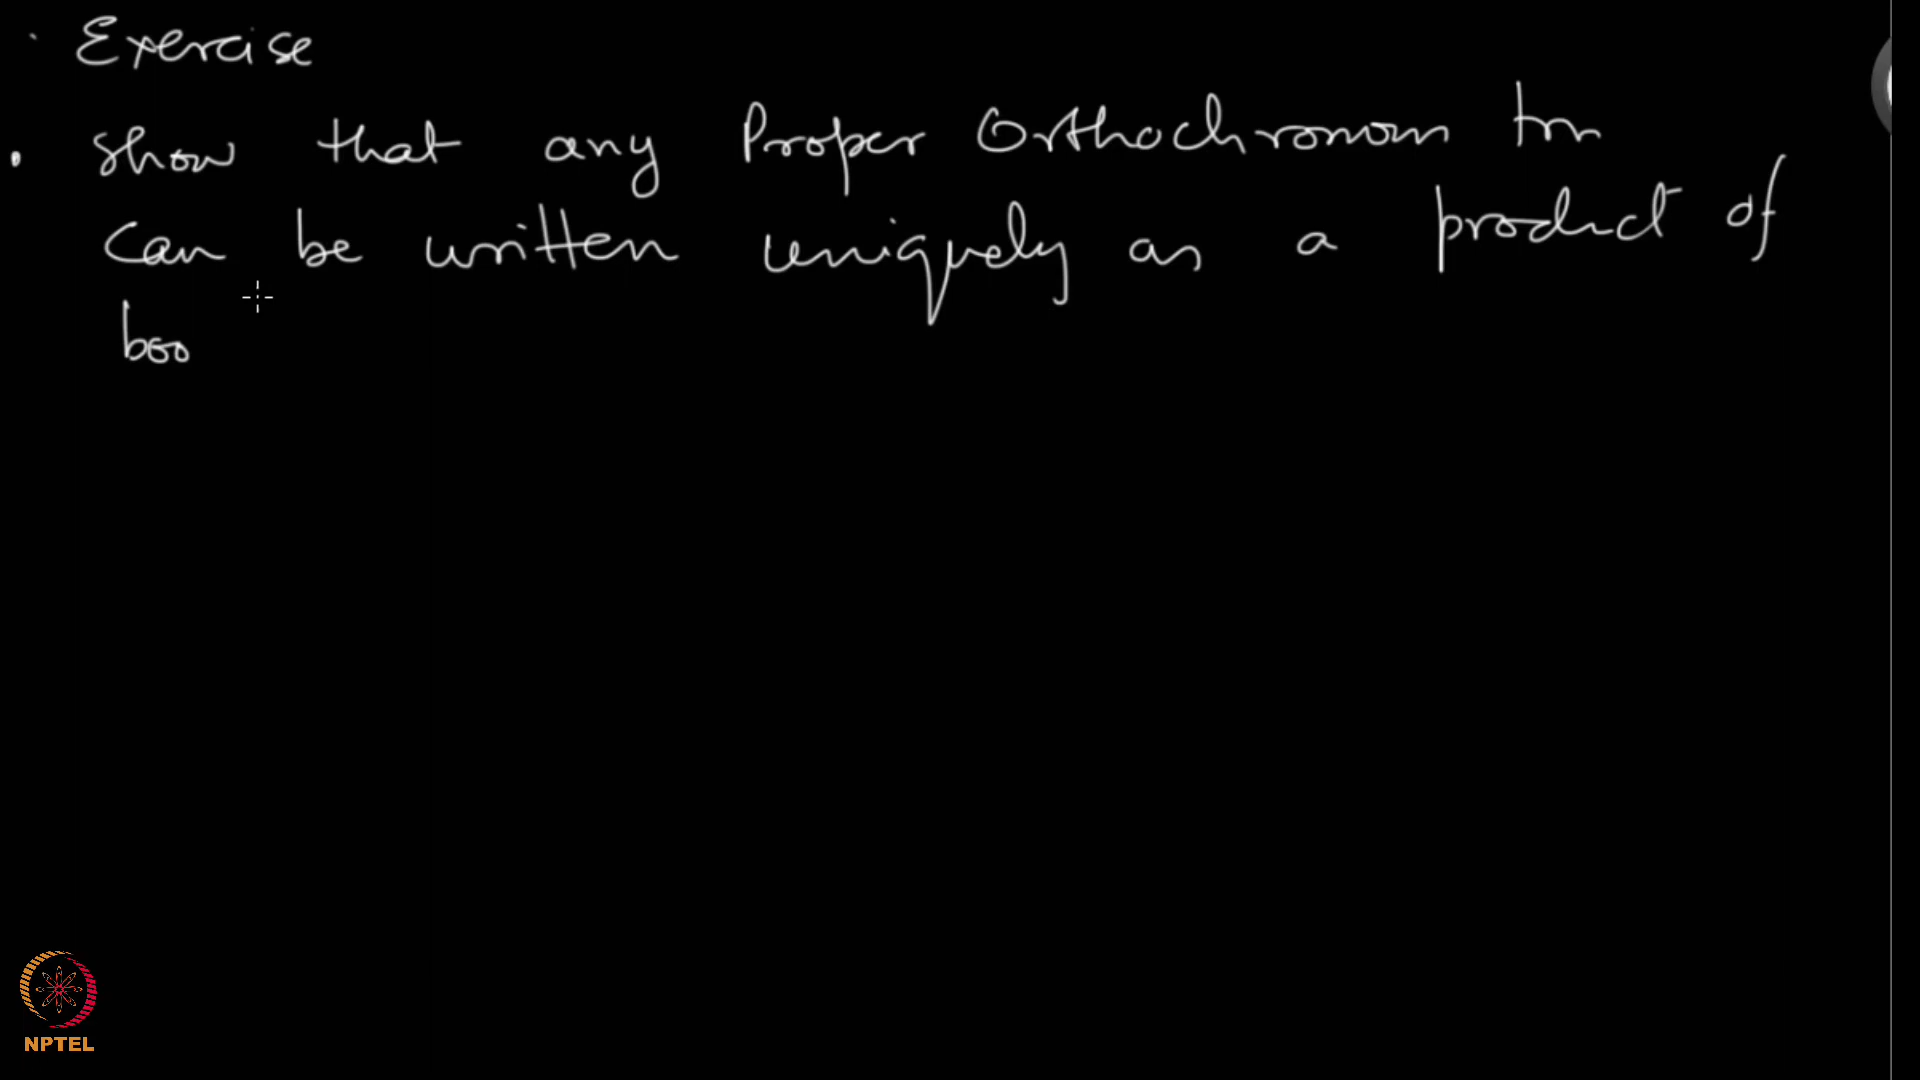 Exercise
• Show that any Proper Orthochronous trn
can be written uniquely as a product of
boo
NPTEL